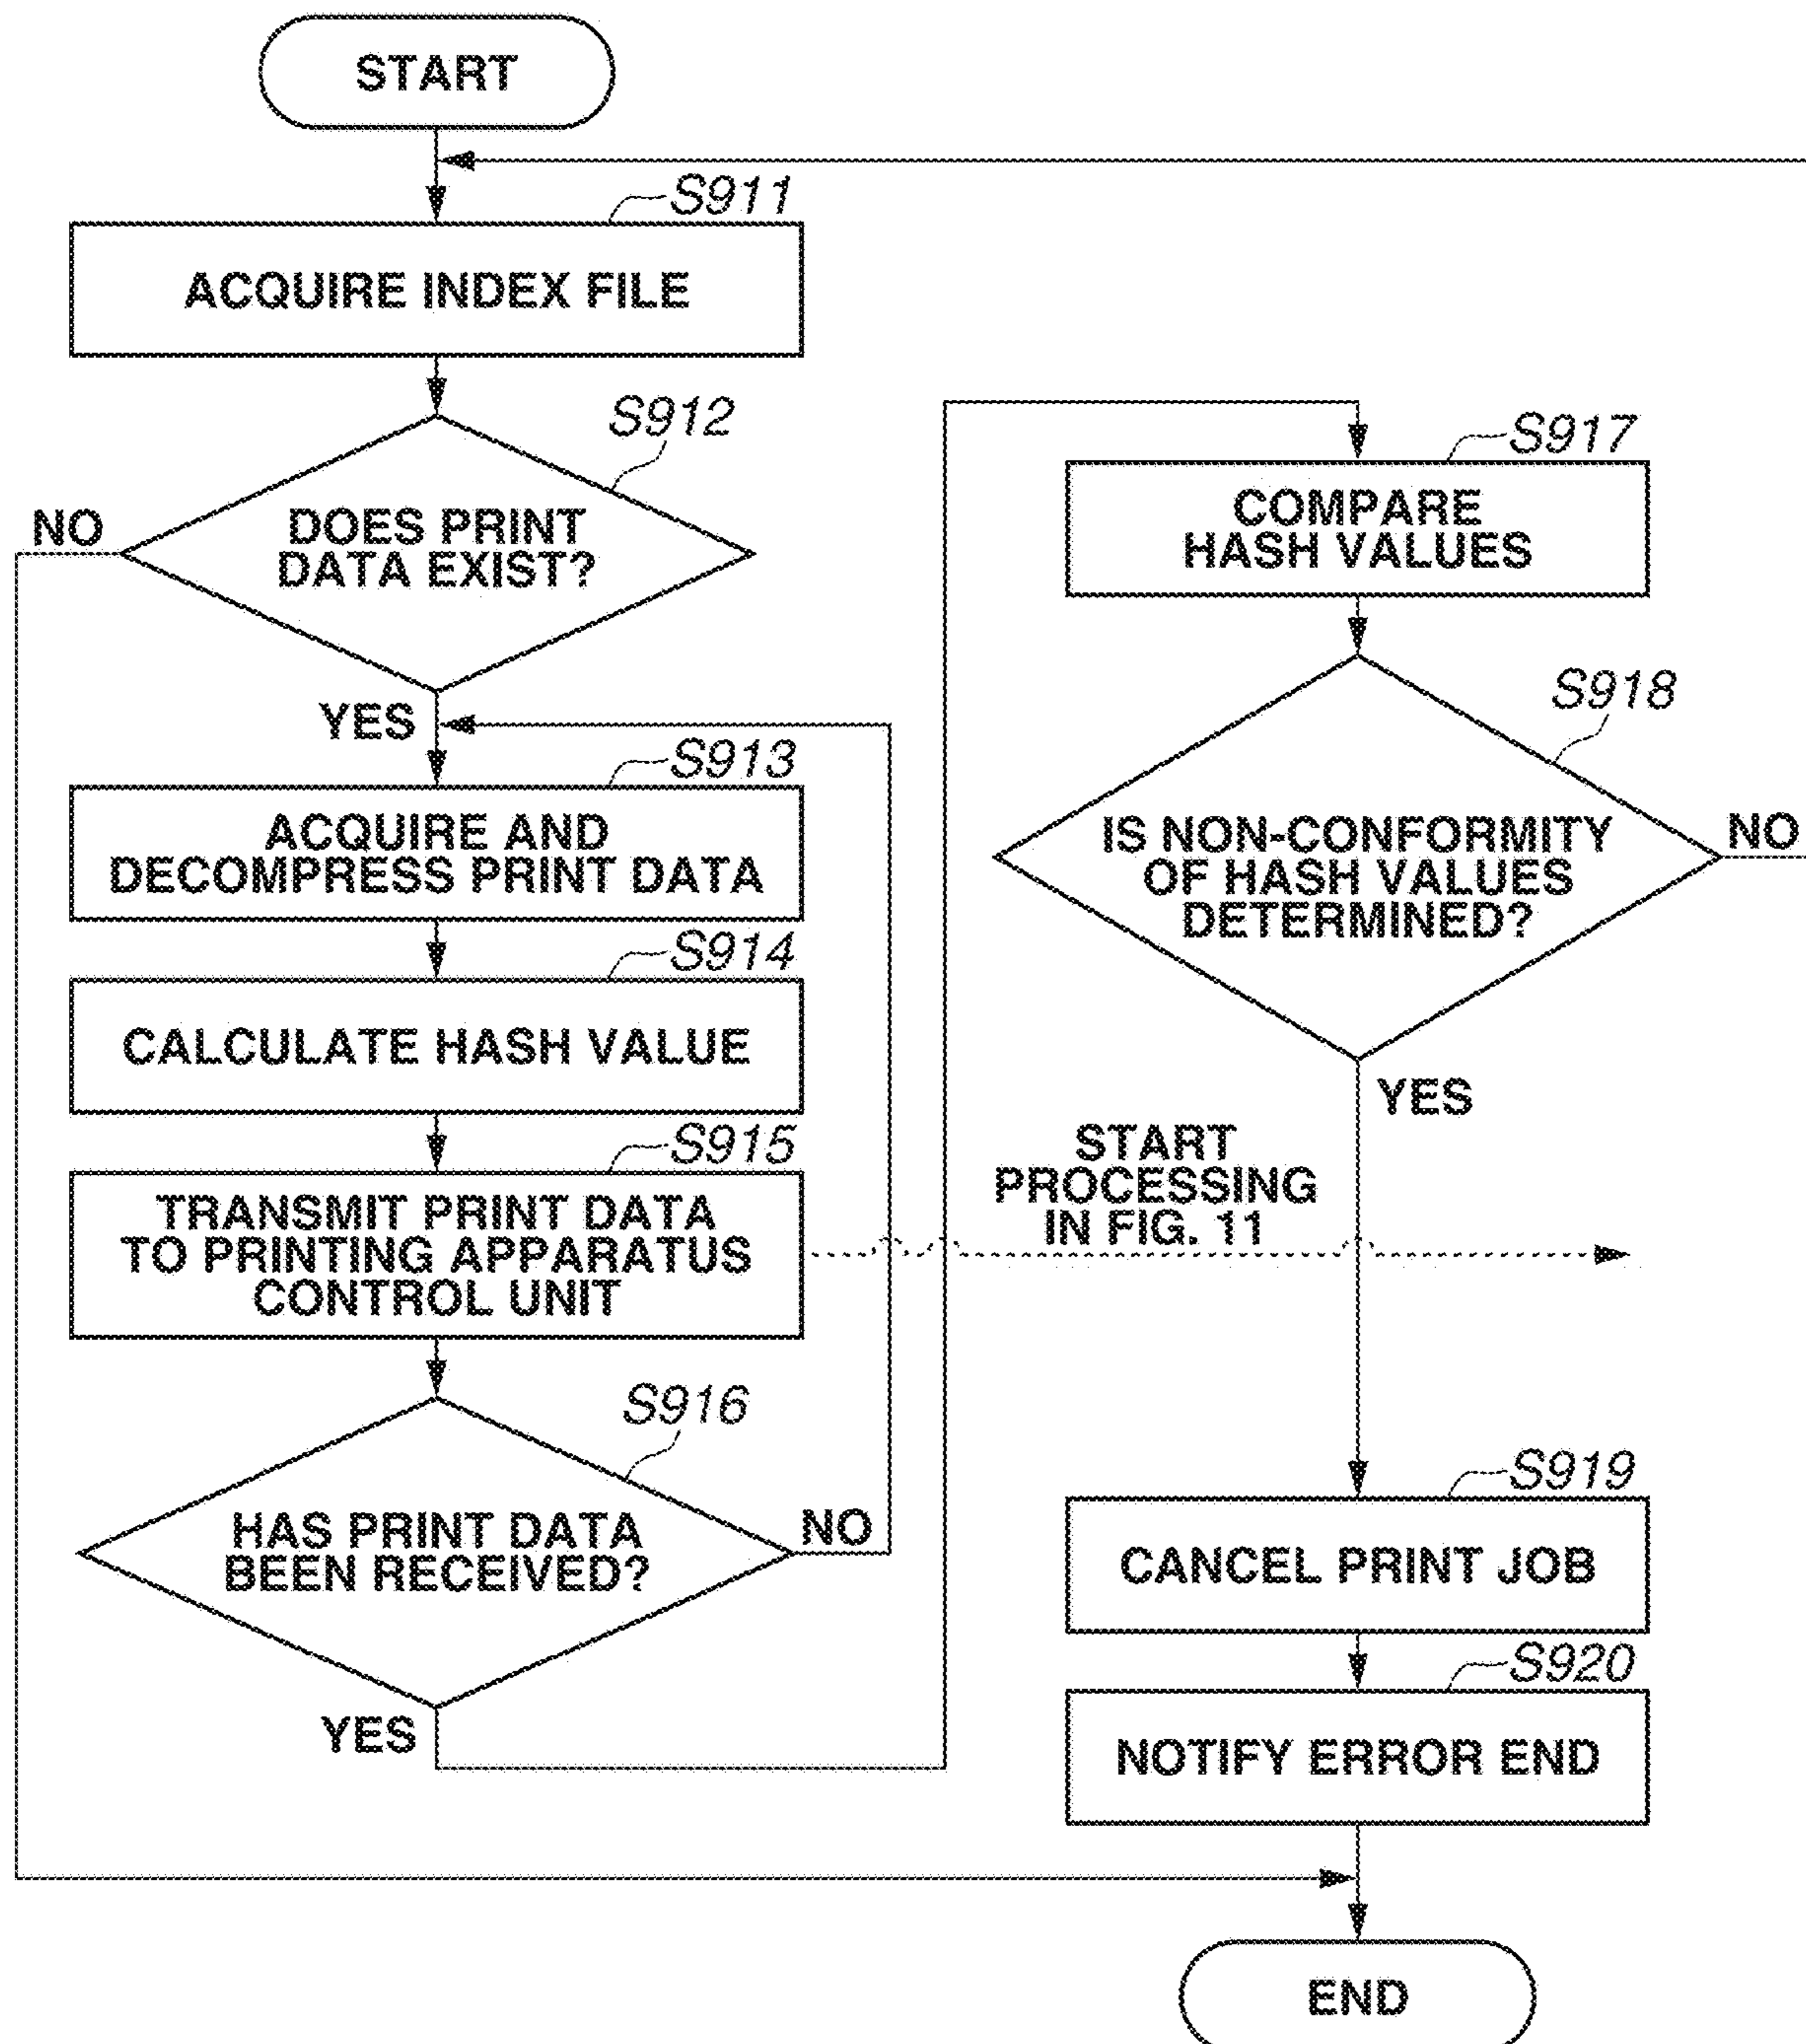 START
S911
ACQUIRE INDEX FILE
S912
NO
DOES PRINT
DATA EXIST?
YES
S913
ACQUIRE AND
DECOMPRESS PRINT DATA
S914
CALCULATE HASH VALUE
S915
TRANSMIT PRINT DATA
TO PRINTING APPARATUS
CONTROL UNIT
S916
HAS PRINT DATA
BEEN RECEIVED?
NO
YES
S917
COMPARE
HASH VALUES
S918
IS NON-CONFORMITY
OF HASH VALUES
DETERMINED?
NO
YES
START
PROCESSING
IN FIG. 11
S919
CANCEL PRINT JOB
S920
NOTIFY ERROR END
END